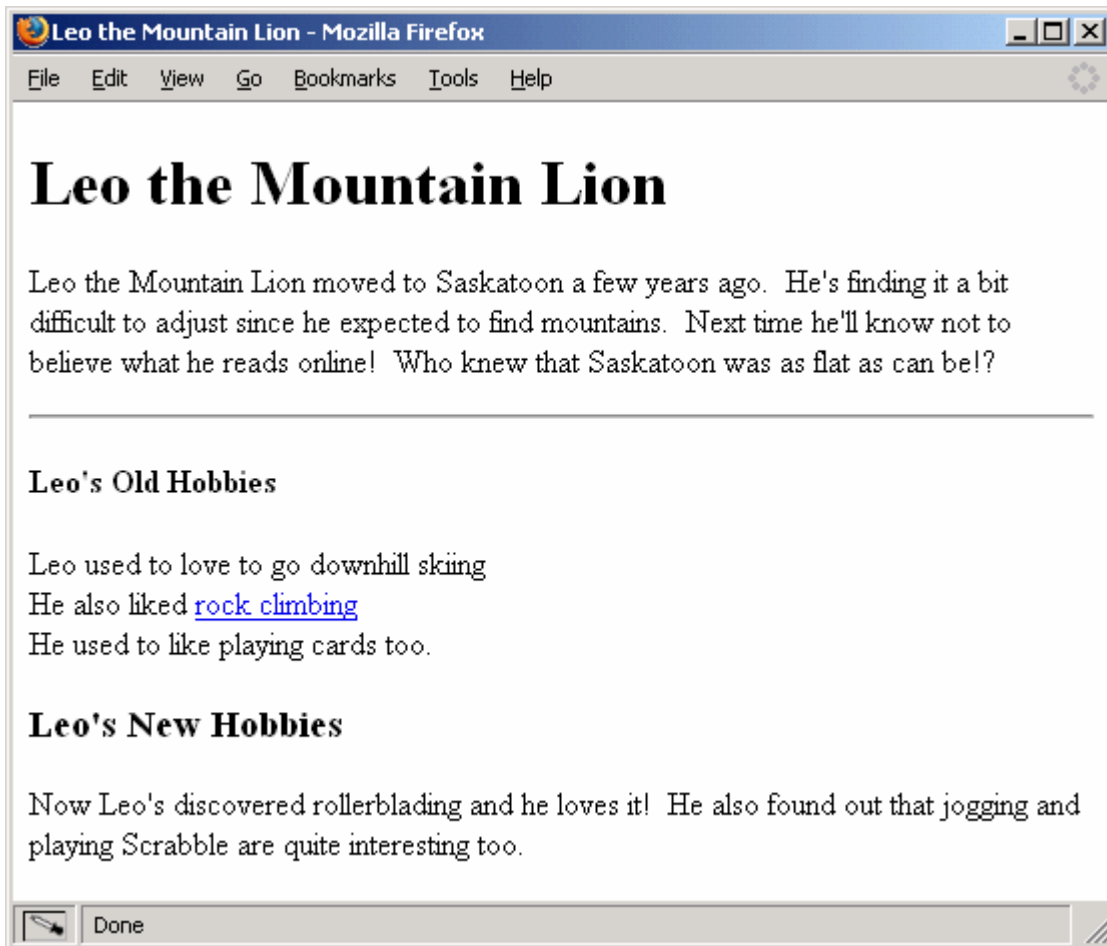 Leo the Mountain Lion - Mozilla Firefox
File Edit View Go Bookmarks Tools Help
Leo the Mountain Lion
Leo the Mountain Lion moved to Saskatoon a few years ago.  He's finding it a bit
difficult to adjust since he expected to find mountains.  Next time he'll know not to
believe what he reads online!  Who knew that Saskatoon was as flat as can be!?
Leo's Old Hobbies
Leo used to love to go downhill skiing
He also liked rock climbing
He used to like playing cards too.
Leo's New Hobbies
Now Leo's discovered rollerblading and he loves it!  He also found out that jogging and
playing Scrabble are quite interesting too.
Done